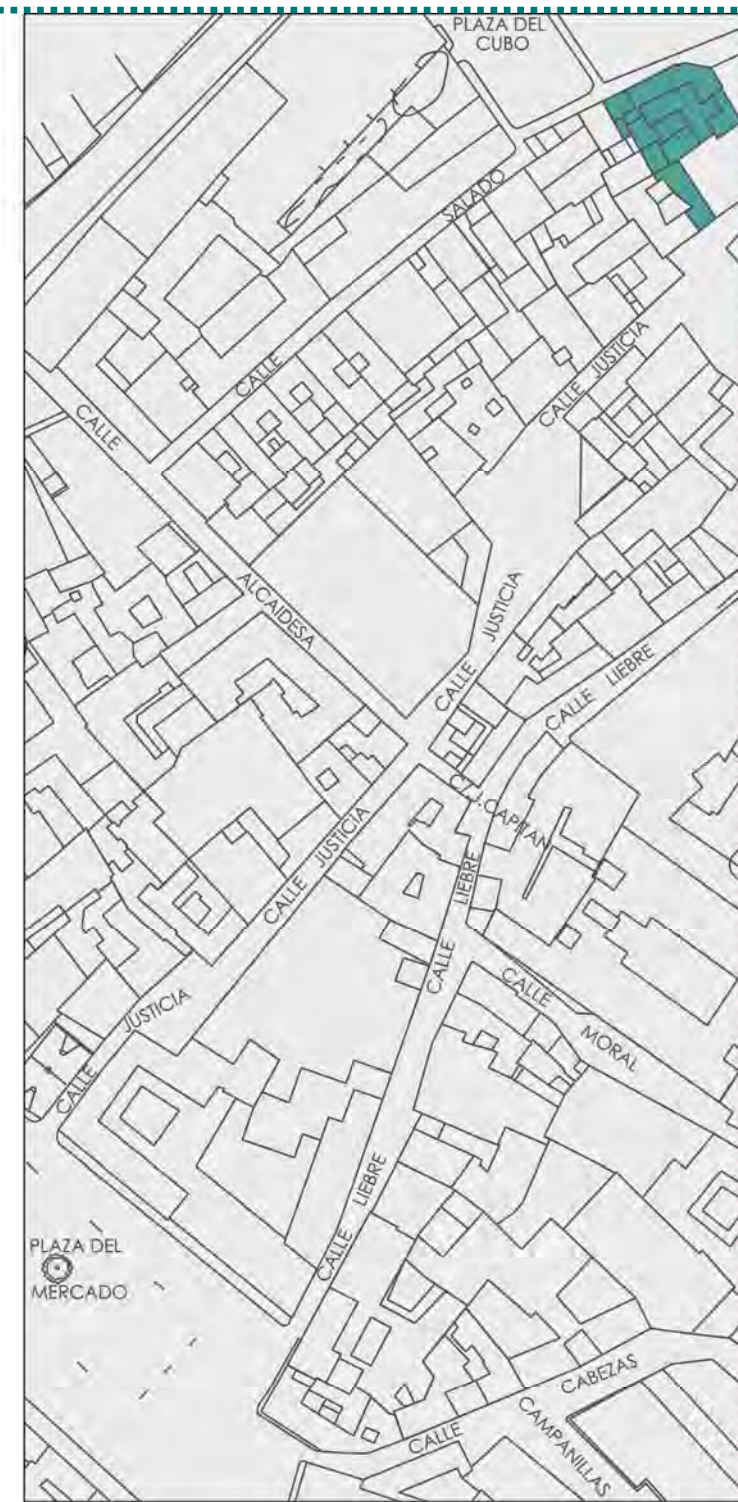 PLAZA DEL
CUBO
SALADO
CALLE
CALLE JUSTICIA
CALLE
ALCAIDESA
JUSTICIA
CALLE
CALLE LIEBRE
C/ J.CAPITAN
CALLE JUSTICIA
LIEBRE
CALLE
CALLE
MORAL
JUSTICIA
CALLE
LIEBRE
CALLE
PLAZA DEL
MERCADO
CABEZAS
CALLE
CAMPANILLAS